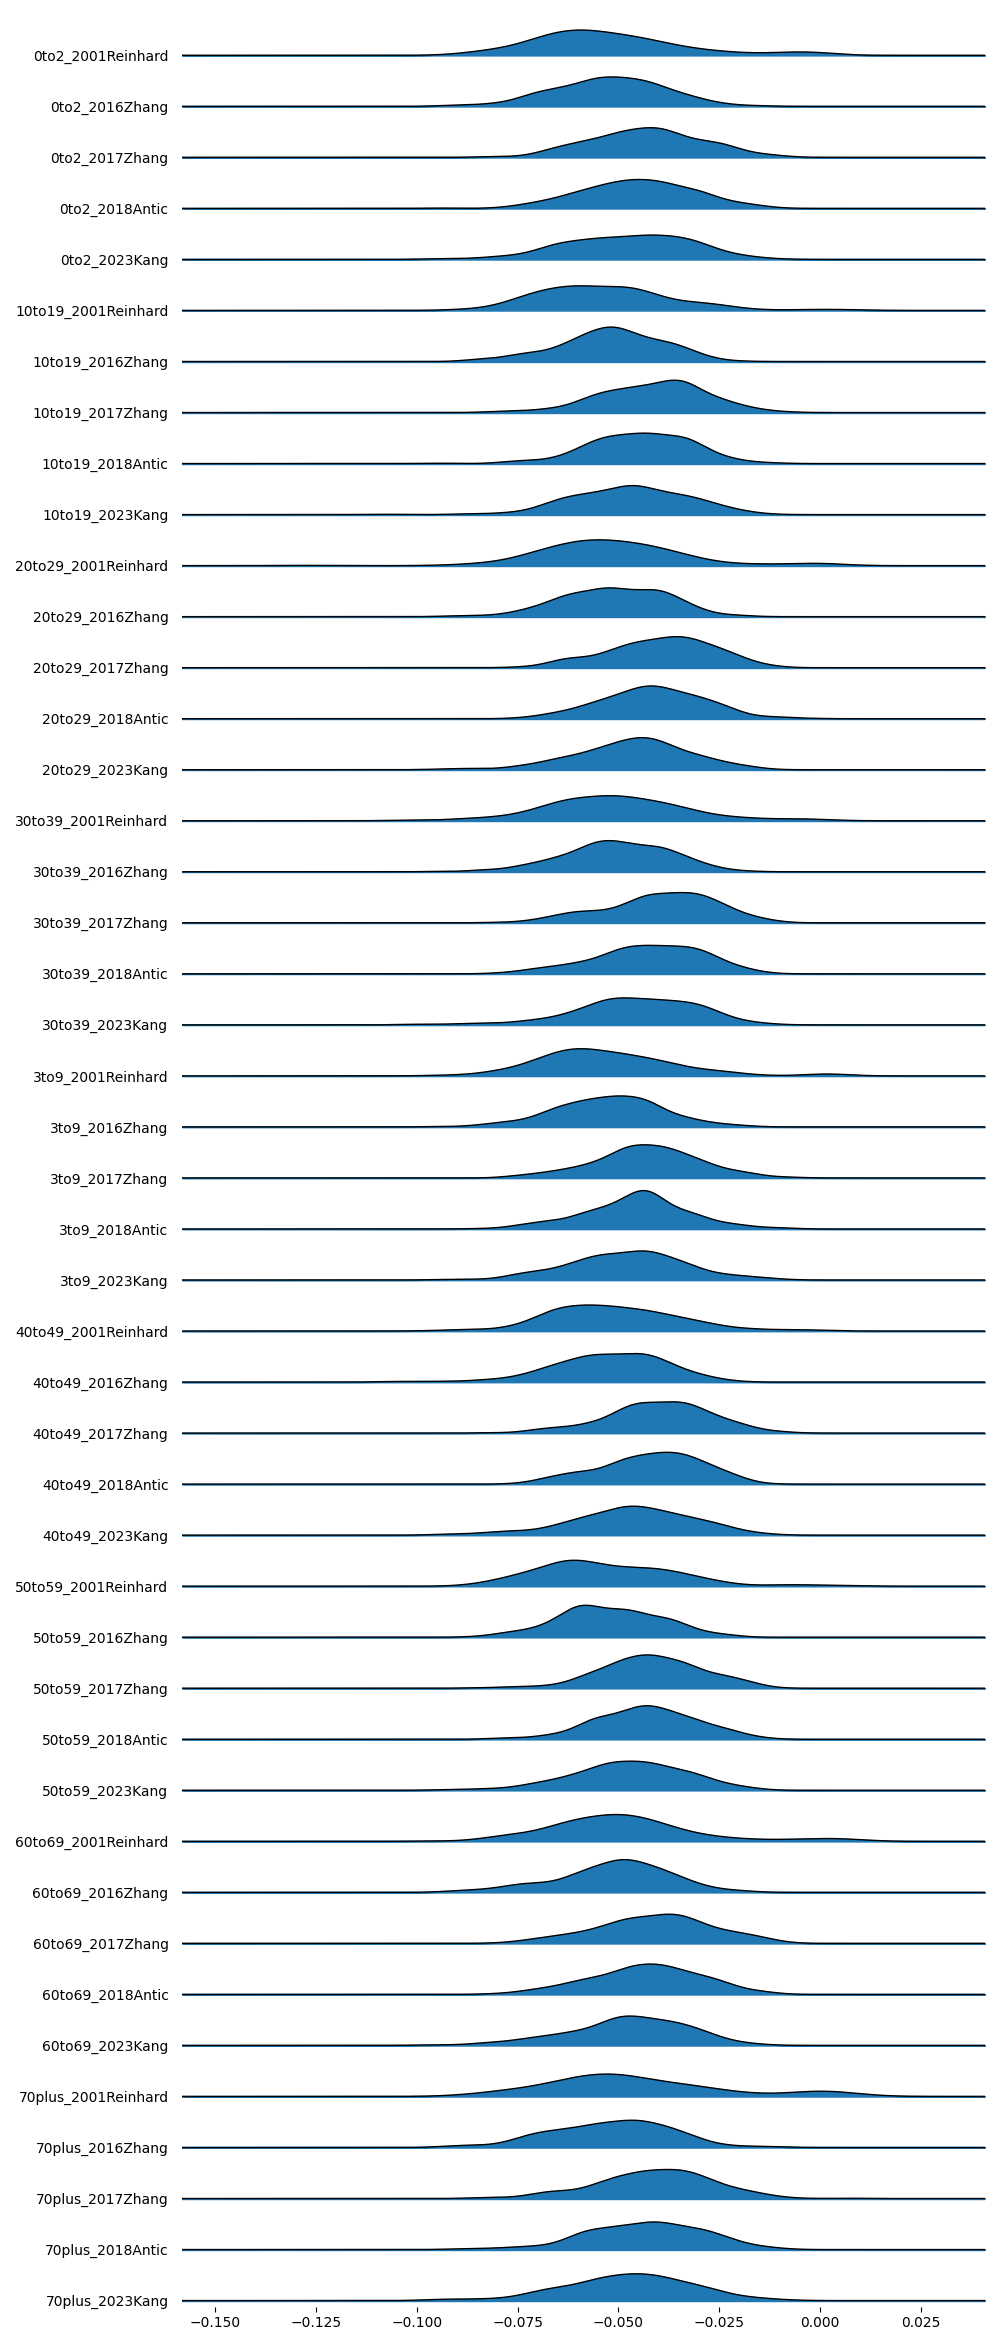 0to2_2001Reinhard
0to2_2016Zhang
0to2_2017Zhang
0to2_2018Antic
0to2_2023Kang
10to19_2001Reinhard
10to19_2016Zhang
10to19_2017Zhang
10to19_2018Antic
10to19_2023Kang
20to29_2001Reinhard
20to29_2016Zhang
20to29_2017Zhang
20to29_2018Antic
20to29_2023Kang
30to39_2001Reinhard
30to39_2016Zhang
30to39_2017Zhang
30to39_2018Antic
30to39_2023Kang
3to9_2001Reinhard
3to9_2016Zhang
3to9_2017Zhang
3to9_2018Antic
3to9_2023Kang
40to49_2001Reinhard
40to49_2016Zhang
40to49_2017Zhang
40to49_2018Antic
40to49_2023Kang
50to59_2001Reinhard
50to59_2016Zhang
50to59_2017Zhang
50to59_2018Antic
50to59_2023Kang
60to69_2001Reinhard
60to69_2016Zhang
60to69_2017Zhang
60to69_2018Antic
60to69_2023Kang
70plus_2001Reinhard
70plus_2016Zhang
70plus_2017Zhang
70plus_2018Antic
70plus_2023Kang
−0.150 −0.125 −0.100 −0.075 −0.050 −0.025 0.000 0.025